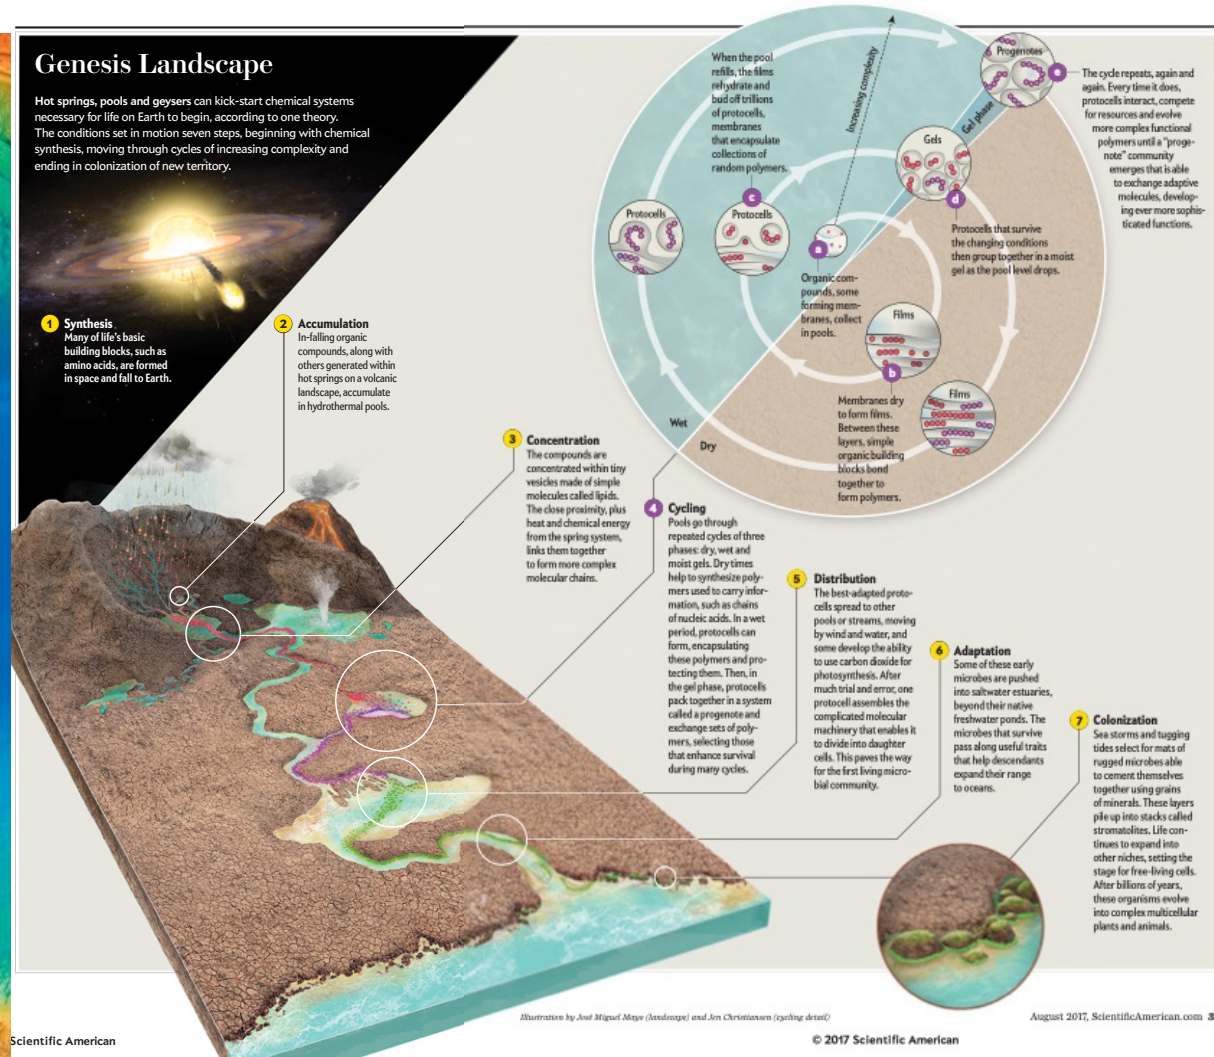 Genesis Landscape
Hot springs, pools and geysers can kick-start chemical systems
necessary for life on Earth to begin, according to one theory.
The conditions set in motion seven steps, beginning with chemical
synthesis, moving through cycles of increasing complexity and
ending in colonization of new territory.
1 Synthesis
Many of life's basic
building blocks, such as
amino acids, are formed
in space and fall to Earth.
2 Accumulation
In-falling organic
compounds, along with
others generated within
hot springs on a volcanic
landscape, accumulate
in hydrothermal pools.
3 Concentration
The compounds are
concentrated within tiny
vesicles made of simple
molecules called lipids.
The close proximity, plus
heat and chemical energy
from the spring system,
links them together
to form more complex
molecular chains.
4 Cycling
Pools go through
repeated cycles of three
phases: dry, wet and
moist gels. Dry times
help to synthesize poly-
mers used to carry infor-
mation, such as chains
of nucleic acids. In a wet
period, protocells can
form, encapsulating
these polymers and pro-
tecting them. Then, in
the gel phase, protocells
pack together in a system
called a progenote and
exchange sets of poly-
mers, selecting those
that enhance survival
during many cycles.
Increasing complexity
Gel phase
Wet
Dry
a
Organic com-
pounds, some
forming mem-
branes, collect
in pools.
Films
b
Membranes dry
to form films.
Between these
layers, simple
organic building
blocks bond
together to
form polymers.
Films
When the pool
refills, the films
rehydrate and
bud off trillions
of protocells,
membranes
that encapsulate
collections of
random polymers.
c
Protocells
Protocells
Gels
d
Protocells that survive
the changing conditions
then group together in a moist
gel as the pool level drops.
Progenotes
e
The cycle repeats, again and
again. Every time it does,
protocells interact, compete
for resources and evolve
more complex functional
polymers until a “proge-
note” community
emerges that is able
to exchange adaptive
molecules, develop-
ing ever more sophis-
ticated functions.
5 Distribution
The best-adapted proto-
cells spread to other
pools or streams, moving
by wind and water, and
some develop the ability
to use carbon dioxide for
photosynthesis. After
much trial and error, one
protocell assembles the
complicated molecular
machinery that enables it
to divide into daughter
cells. This paves the way
for the first living micro-
bial community.
6 Adaptation
Some of these early
microbes are pushed
into saltwater estuaries,
beyond their native
freshwater ponds. The
microbes that survive
pass along useful traits
that help descendants
expand their range
to oceans.
7 Colonization
Sea storms and tugging
tides select for mats of
rugged microbes able
to cement themselves
together using grains
of minerals. These layers
pile up into stacks called
stromatolites. Life con-
tinues to expand into
other niches, setting the
stage for free-living cells.
After billions of years,
these organisms evolve
into complex multicellular
plants and animals.
Illustration by José Miguel Mayo (landscape) and Jen Christiansen (cycling detail)
August 2017, ScientificAmerican.com 3
Scientific American
© 2017 Scientific American